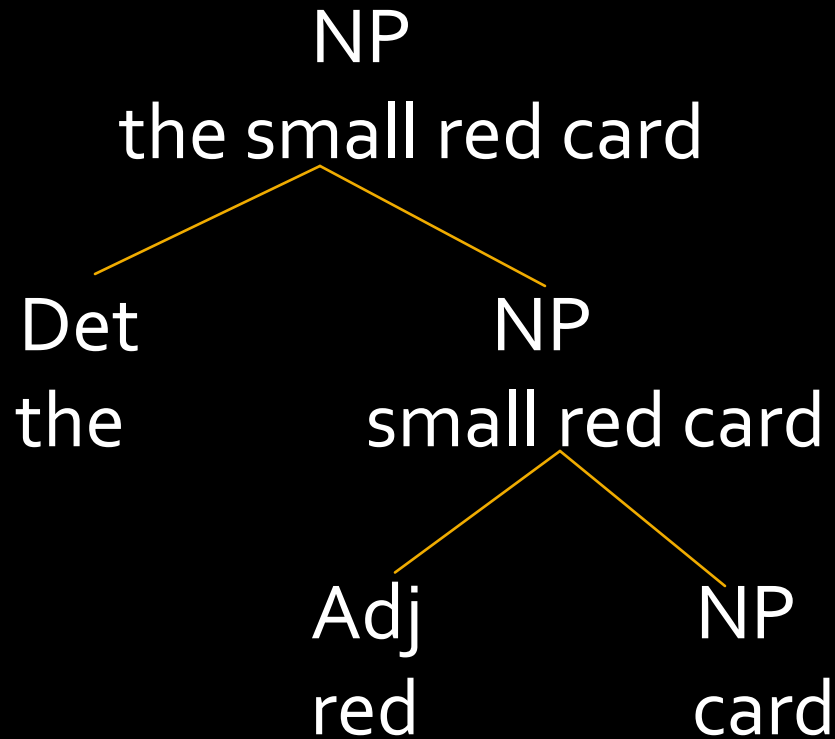 NP
the small red card
Det NP
the small red card
Adj NP
red card